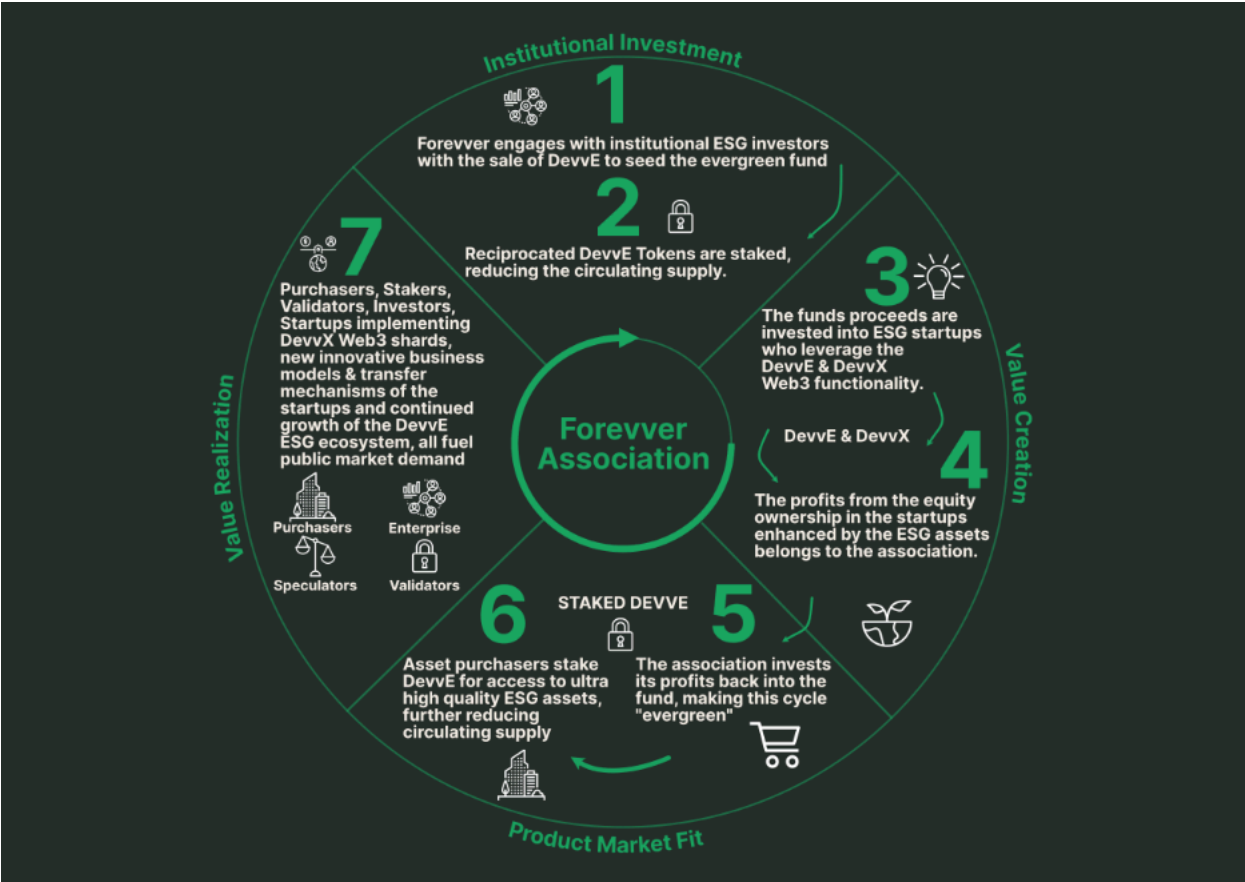 Institutional Investment
1
Forevver engages with institutional ESG investors
with the sale of DevvE to seed the evergreen fund
2
Reciprocated DevvE Tokens are staked,
reducing the circulating supply.
3
The funds proceeds are
invested into ESG startups
who leverage the
DevvE & DevvX
Web3 functionality.
DevvE & DevvX
4
The profits from the equity
ownership in the startups
enhanced by the ESG assets
belongs to the association.
Value Creation
5
The association invests
its profits back into the
fund, making this cycle
"evergreen"
STAKED DEVVE
6
Asset purchasers stake
DevvE for access to ultra
high quality ESG assets,
further reducing
circulating supply
Product Market Fit
7
Purchasers, Stakers,
Validators, Investors,
Startups implementing
DevvX Web3 shards,
new innovative business
models & transfer
mechanisms of the
startups and continued
growth of the DevvE
ESG ecosystem, all fuel
public market demand
Purchasers
Enterprise
Speculators
Validators
Value Realization
Forevver
Association